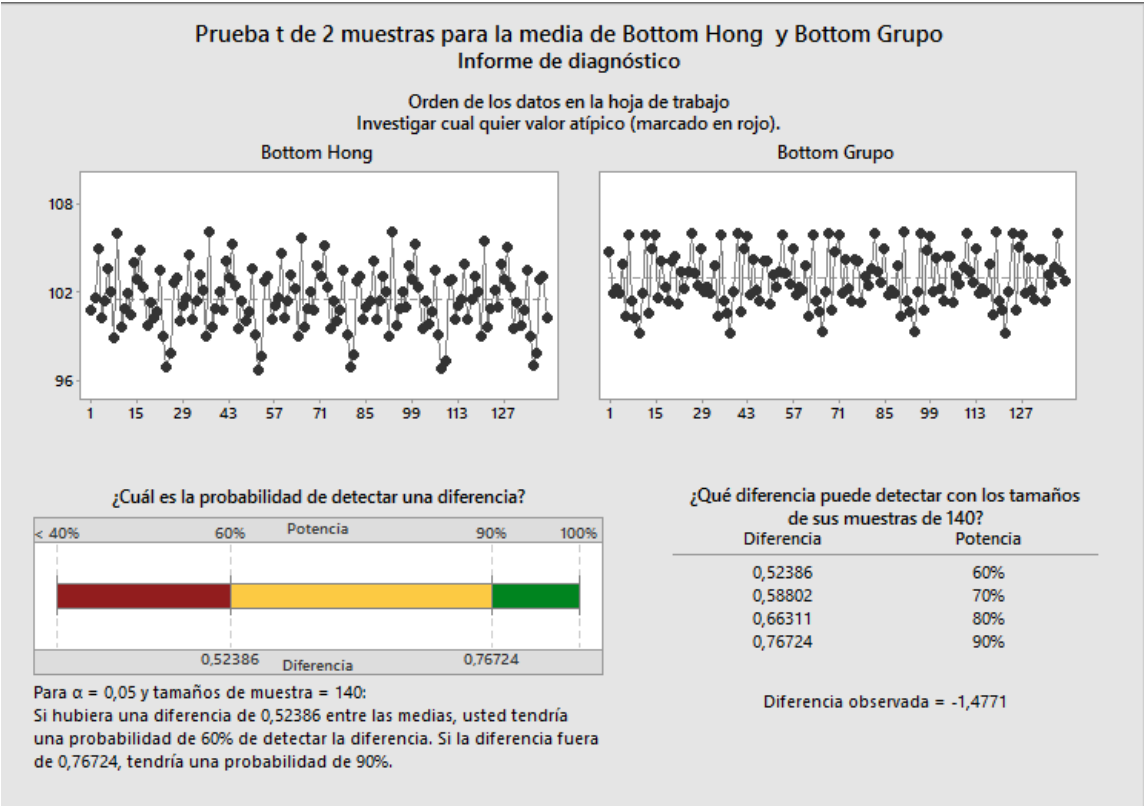 Prueba t de 2 muestras para la media de Bottom Hong y Bottom Grupo
Informe de diagnóstico
Orden de los datos en la hoja de trabajo
Investigar cual quier valor atípico (marcado en rojo).
Bottom Hong
108
102
96
1 15 29 43 57 71 85 99 113 127
Bottom Grupo
1 15 29 43 57 71 85 99 113 127
¿Cuál es la probabilidad de detectar una diferencia?
< 40% 60% Potencia 90% 100%
0,52386 Diferencia 0,76724
Para α = 0,05 y tamaños de muestra = 140:
Si hubiera una diferencia de 0,52386 entre las medias, usted tendría
una probabilidad de 60% de detectar la diferencia. Si la diferencia fuera
de 0,76724, tendría una probabilidad de 90%.
¿Qué diferencia puede detectar con los tamaños
de sus muestras de 140?
Diferencia Potencia
0,52386 60%
0,58802 70%
0,66311 80%
0,76724 90%
Diferencia observada = -1,4771